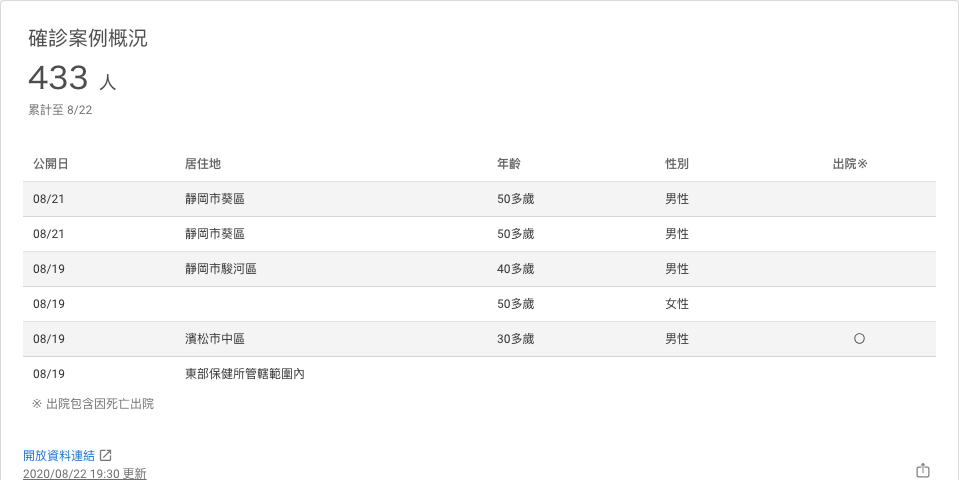 確診案例概況
433 人
累計至 8/22
公開日 居住地 年齡 性別 出院※
08/21 靜岡市葵區 50多歲 男性
08/21 靜岡市葵區 50多歲 男性
08/19 靜岡市駿河區 40多歲 男性
08/19 50多歲 女性
08/19 濱松市中區 30多歲 男性 〇
08/19 東部保健所管轄範圍內
※ 出院包含因死亡出院
開放資料連結
2020/08/22 19:30 更新